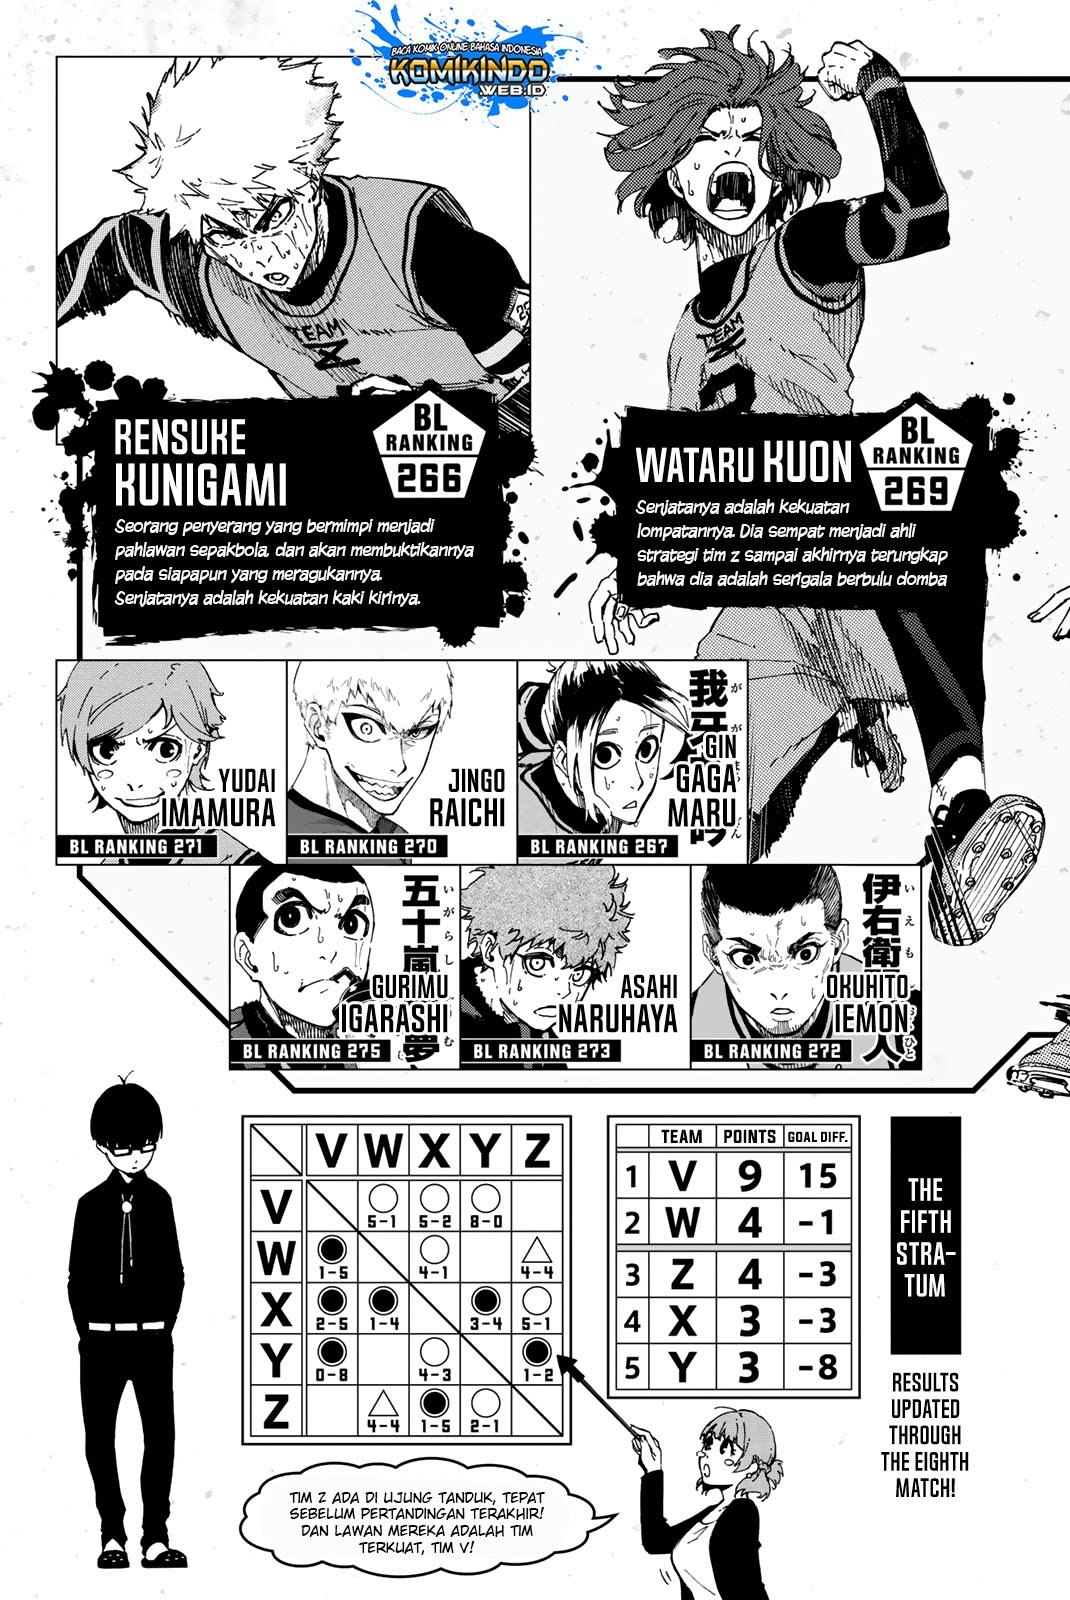 BACA KOMIK ONLINE BAHASA INDONESIA
KOMIKINDO
WEB.ID
TEAM
Z
25
TEAM
Z
RENSUKE
KUNIGAMI
BL
RANKING
266
Seorang penyerang yang bermimpi menjadi
pahlawan sepakbola, dan akan membuktikannya
pada siapapun yang meragukannya.
Senjatanya adalah kekuatan kaki kirinya.
WATARU KUON
BL
RANKING
269
Senjatanya adalah kekuatan
lompatannya. Dia sempat menjadi ahli
strategi tim z sampai akhirnya terungkap
bahwa dia adalah serigala berbulu domba
YUDAI
IMAMURA
BL RANKING 271
JINGO
RAICHI
BL RANKING 270
我牙
GIN
GAGA
MARU
吟
BL RANKING 267
五十嵐
夢
GURIMU
IGARASHI
BL RANKING 275
ASAHI
NARUHAYA
BL RANKING 273
伊右衛
人
OKUHITO
IEMON
BL RANKING 272
V W X Y Z
V 5-1 5-2 8-0
W 1-5 4-1 4-4
X 2-5 1-4 3-4 5-1
Y 0-8 4-3 1-2
Z 4-4 1-5 2-1
TEAM POINTS GOAL DIFF.
1 V 9 15
2 W 4 -1
3 Z 4 -3
4 X 3 -3
5 Y 3 -8
THE
FIFTH
STRA-
TUM
RESULTS
UPDATED
THROUGH
THE EIGHTH
MATCH!
TIM Z ADA DI UJUNG TANDUK, TEPAT
SEBELUM PERTANDINGAN TERAKHIR!
DAN LAWAN MEREKA ADALAH TIM
TERKUAT, TIM V!